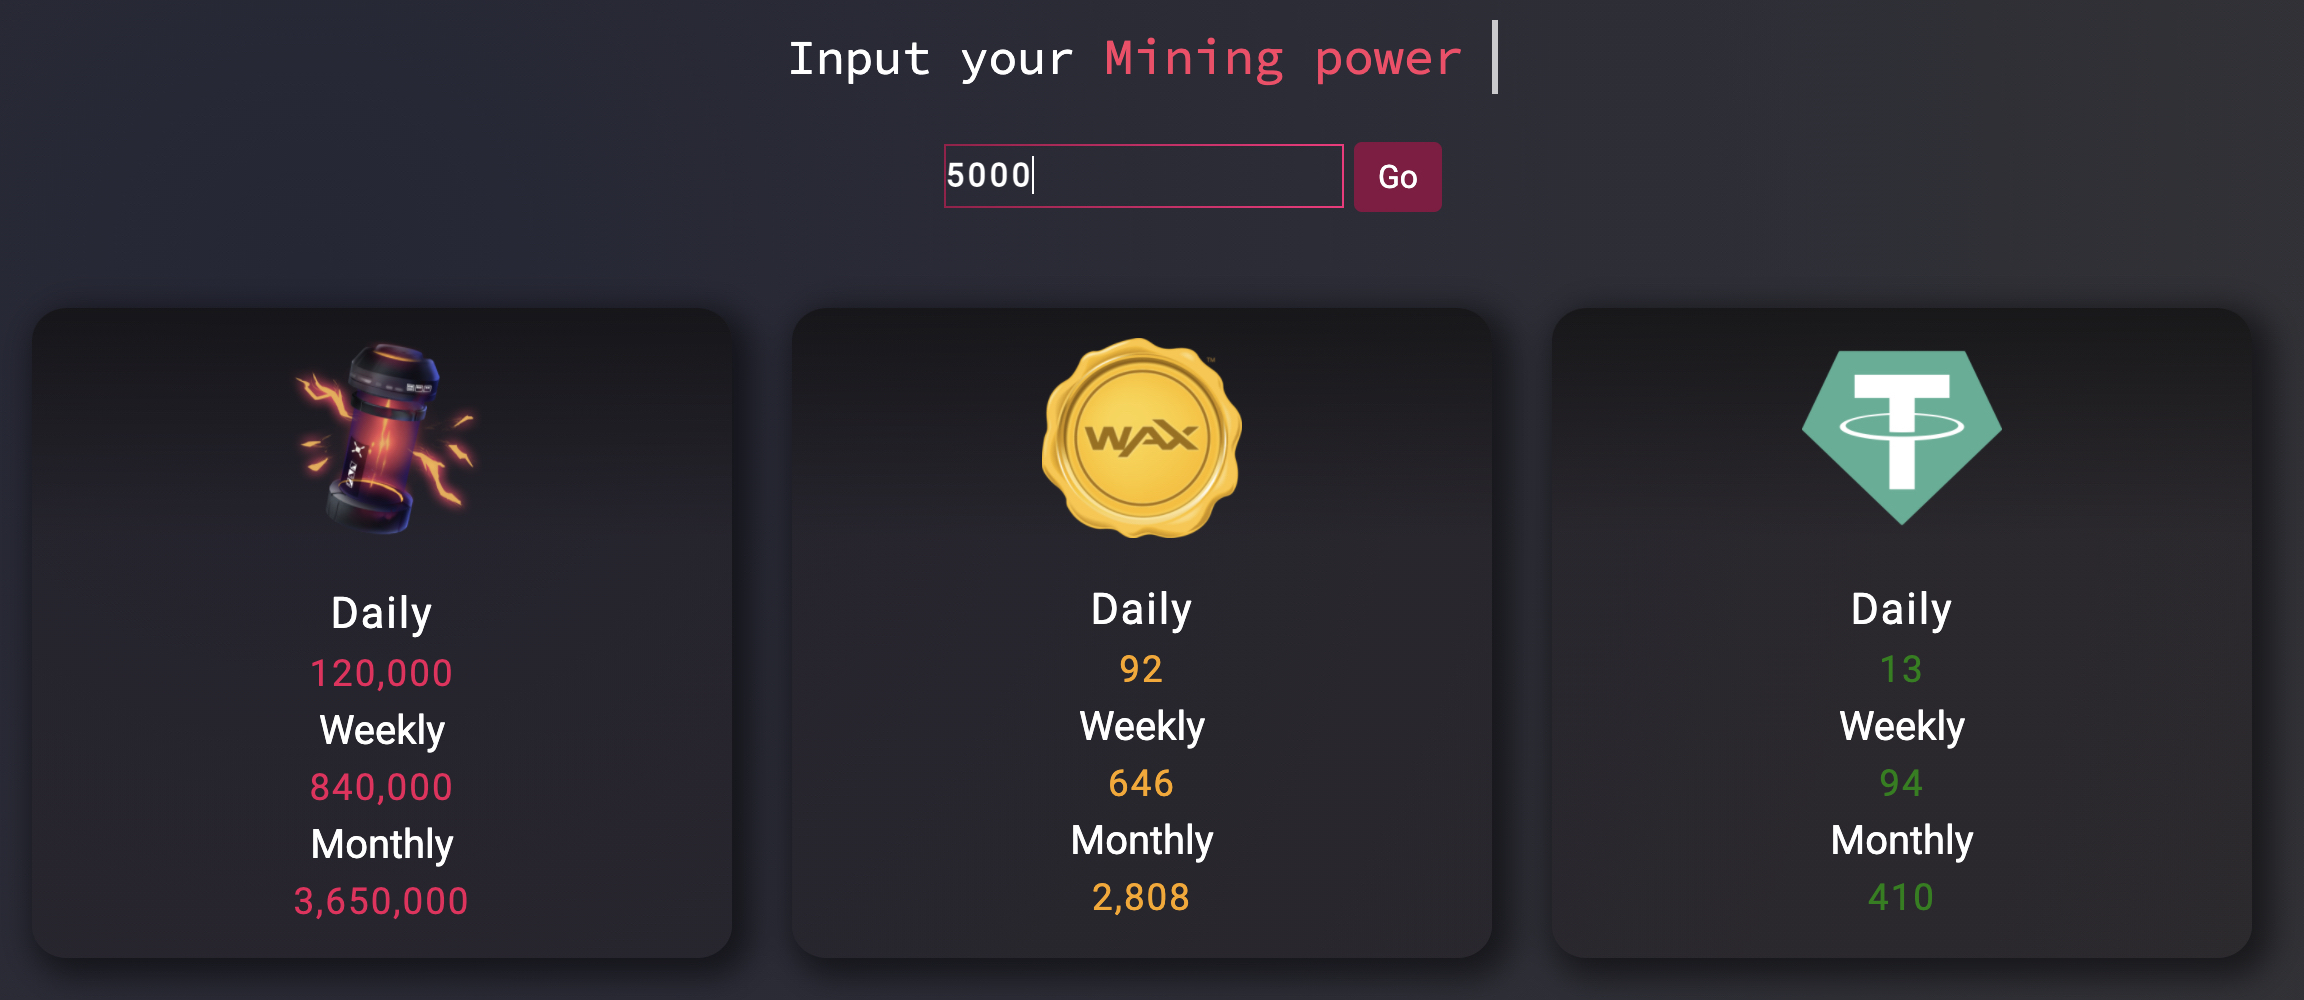 Input your Mining power
5000
Go
Daily
120,000
Weekly
840,000
Monthly
3,650,000
WAX
™
Daily
92
Weekly
646
Monthly
2,808
Daily
13
Weekly
94
Monthly
410